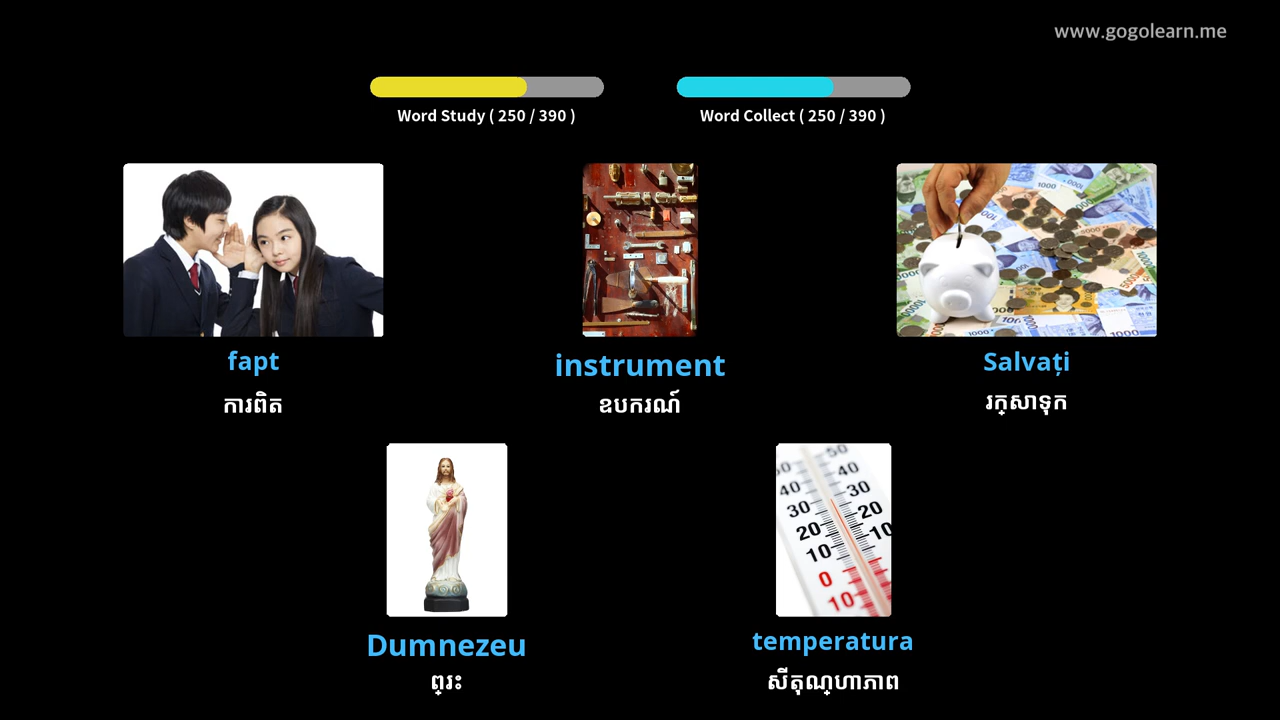 www.gogolearn.me
Word Study ( 250 / 390 )
Word Collect ( 250 / 390 )
fapt
ការពិត
instrument
ឧបករណ៍
Salvați
រក្សាទុក
Dumnezeu
ព្រះ
temperatura
សីតុណ្ហាភាព